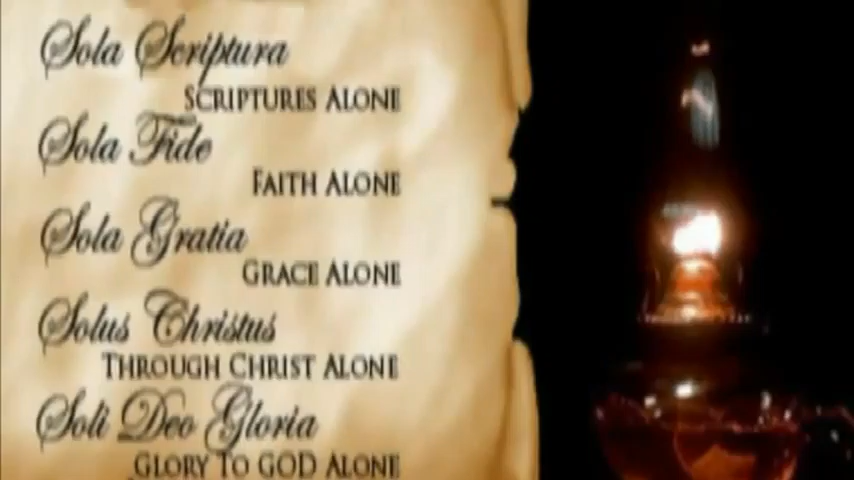 Sola Scriptura
SCRIPTURES ALONE
Sola Fide
FAITH ALONE
Sola Gratia
GRACE ALONE
Solus Christus
THROUGH CHRIST ALONE
Soli Deo Gloria
GLORY TO GOD ALONE